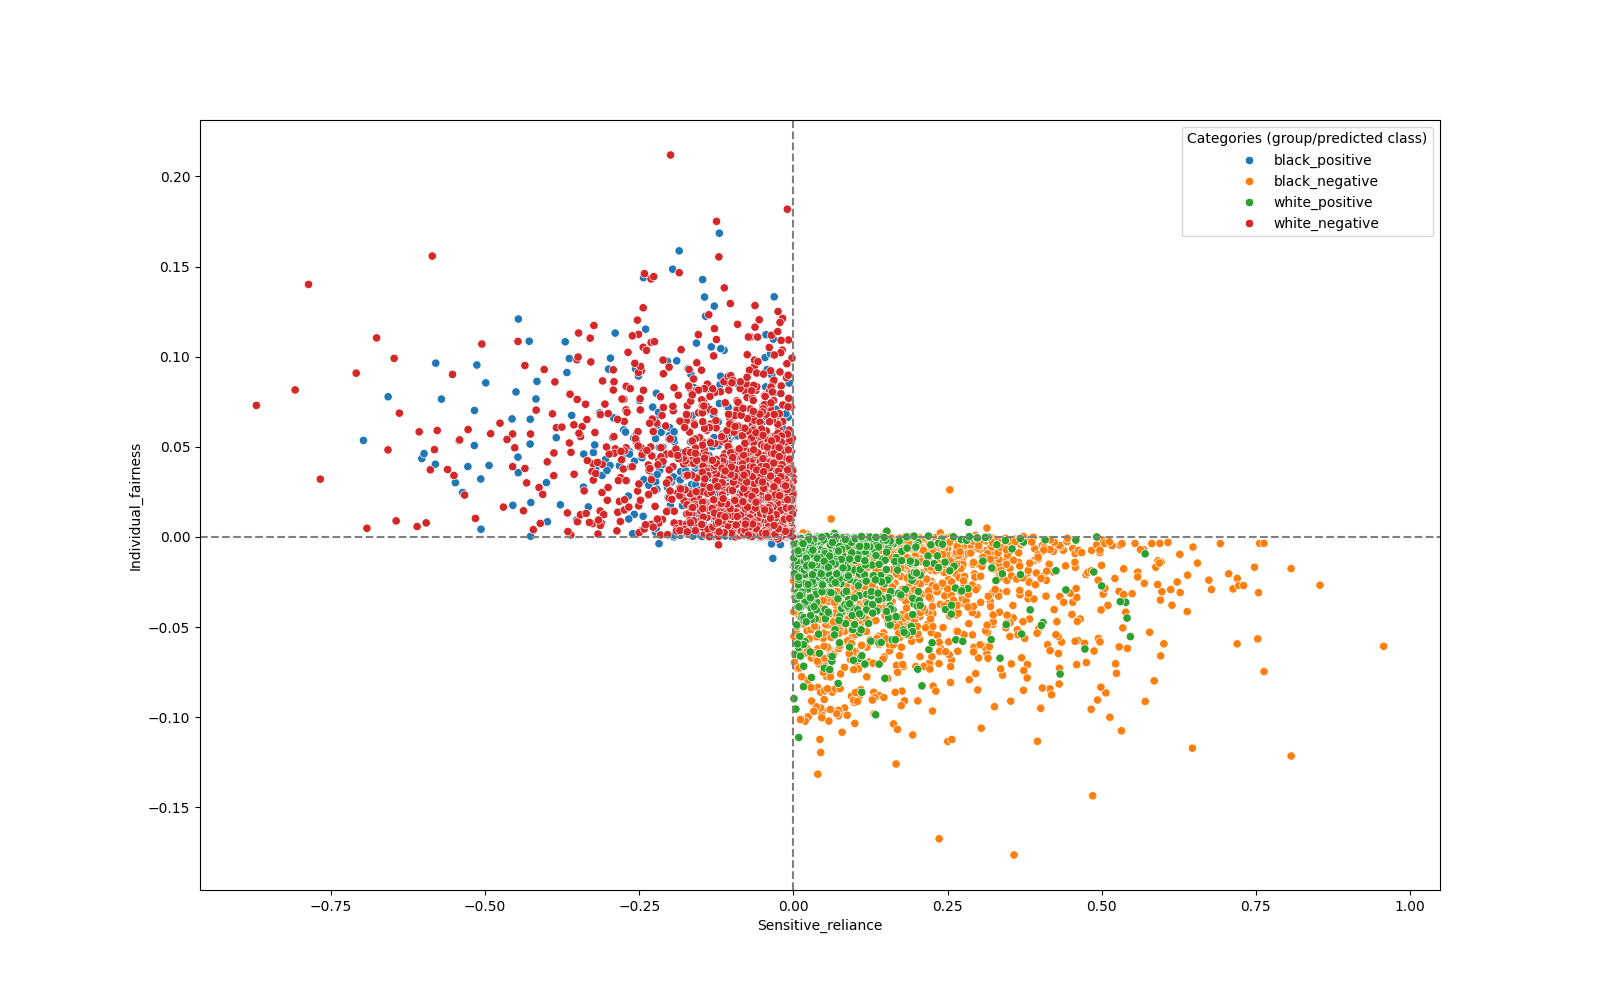 Categories (group/predicted class)
black_positive
black_negative
white_positive
white_negative
0.20
0.15
0.10
0.05
0.00
−0.05
−0.10
−0.15
Individual_fairness
−0.75 −0.50 −0.25 0.00 0.25 0.50 0.75 1.00
Sensitive_reliance